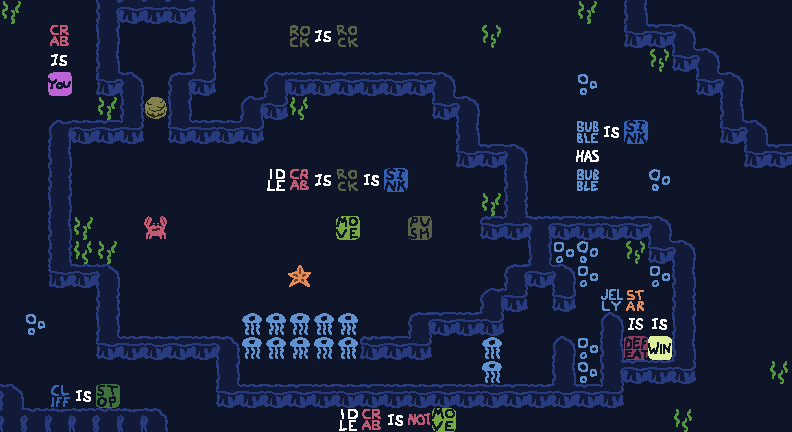 CRAB
IS
YOU
ROCK IS ROCK
BUBBLE IS SINK
HAS
BUBBLE
IDLE CRAB IS ROCK IS SINK
MOVE PUSH
JELLY STAR
IS IS
DEFEAT WIN
CLIFF IS STOP
IDLE CRAB IS NOT MOVE